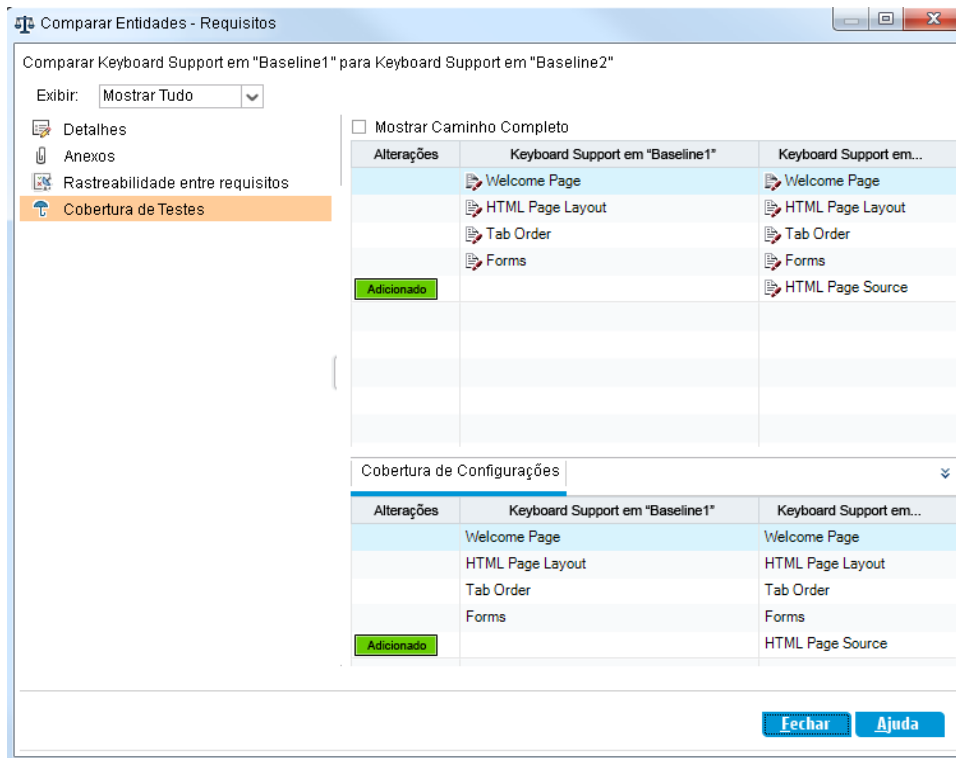 Comparar Entidades - Requisitos
Comparar Keyboard Support em "Baseline1" para Keyboard Support em "Baseline2"
Exibir: Mostrar Tudo
Detalhes
Anexos
Rastreabilidade entre requisitos
Cobertura de Testes
Mostrar Caminho Completo
Alterações Keyboard Support em "Baseline1" Keyboard Support em...
Welcome Page Welcome Page
HTML Page Layout HTML Page Layout
Tab Order Tab Order
Forms Forms
Adicionado HTML Page Source
Cobertura de Configurações
Alterações Keyboard Support em "Baseline1" Keyboard Support em...
Welcome Page Welcome Page
HTML Page Layout HTML Page Layout
Tab Order Tab Order
Forms Forms
Adicionado HTML Page Source
Fechar Ajuda